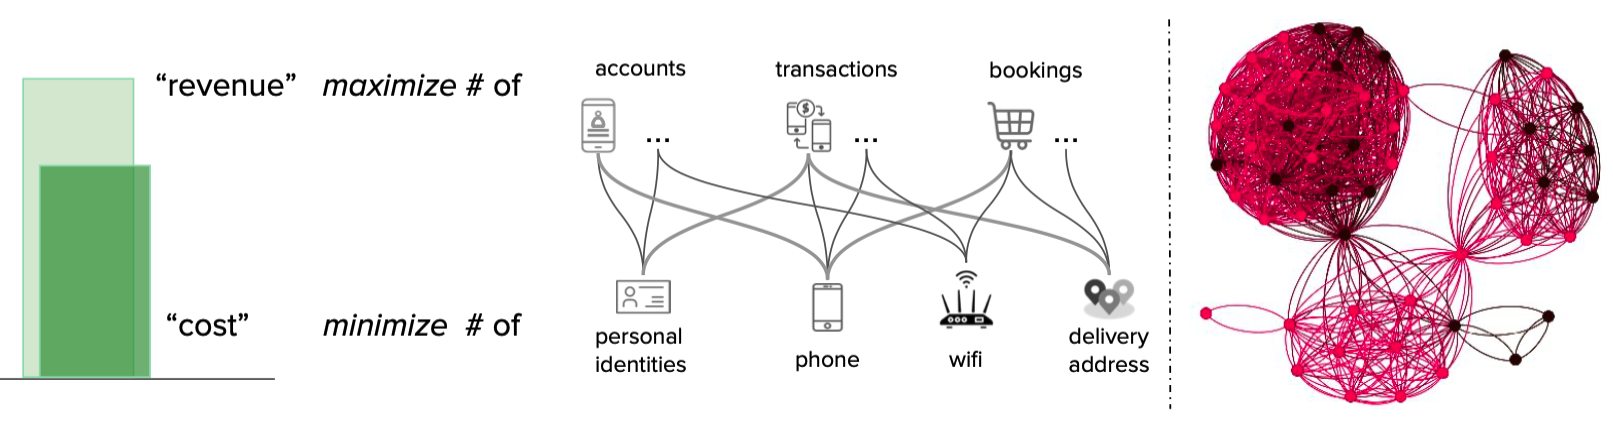 accounts
transactions
bookings
“revenue” maximize # of
... ... ...
$
“cost” minimize # of
personal
identities
phone
wifi
delivery
address